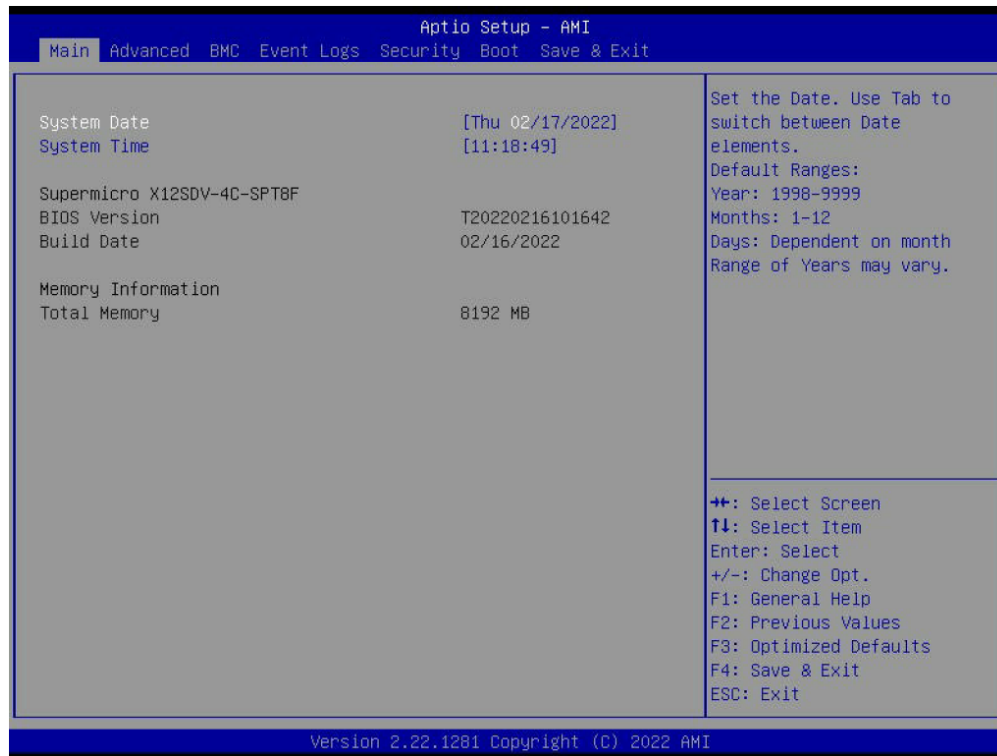 Aptio Setup – AMI
Main Advanced BMC Event Logs Security Boot Save & Exit
System Date [Thu 02/17/2022]
System Time [11:18:49]
Supermicro X12SDV-4C-SPT8F
BIOS Version T20220216101642
Build Date 02/16/2022
Memory Information
Total Memory 8192 MB
Set the Date. Use Tab to
switch between Date
elements.
Default Ranges:
Year: 1998-9999
Months: 1-12
Days: Dependent on month
Range of Years may vary.
→←: Select Screen
↑↓: Select Item
Enter: Select
+/-: Change Opt.
F1: General Help
F2: Previous Values
F3: Optimized Defaults
F4: Save & Exit
ESC: Exit
Version 2.22.1281 Copyright (C) 2022 AMI